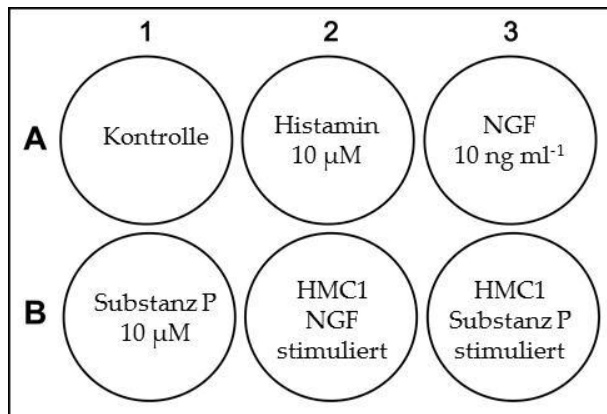 1 2 3
A
Kontrolle
Histamin
10 µM
NGF
10 ng ml⁻¹
B
Substanz P
10 µM
HMC1
NGF
stimuliert
HMC1
Substanz P
stimuliert